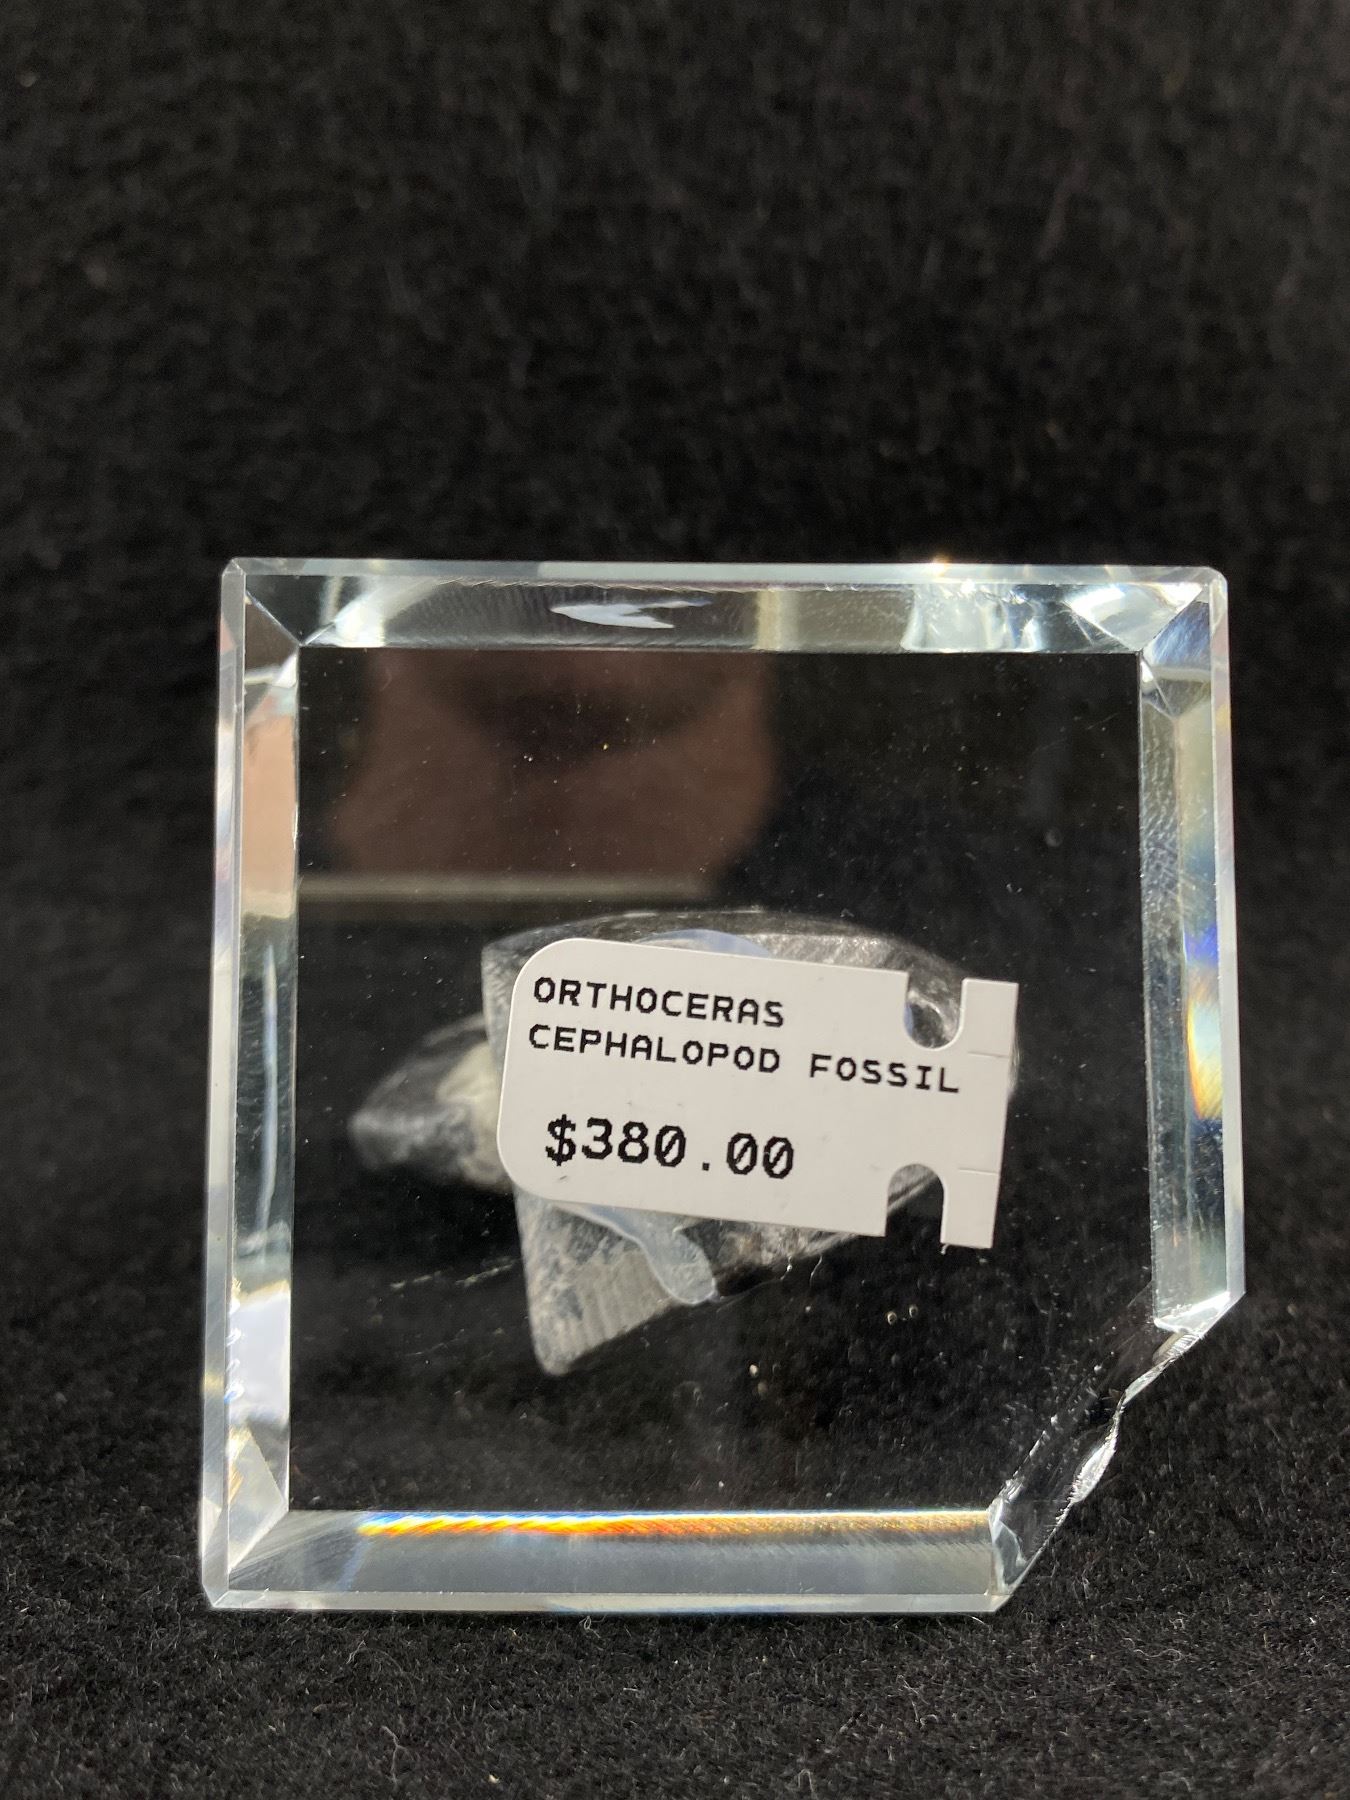 ORTHOCERAS
CEPHALOPOD FOSSIL
$380.00